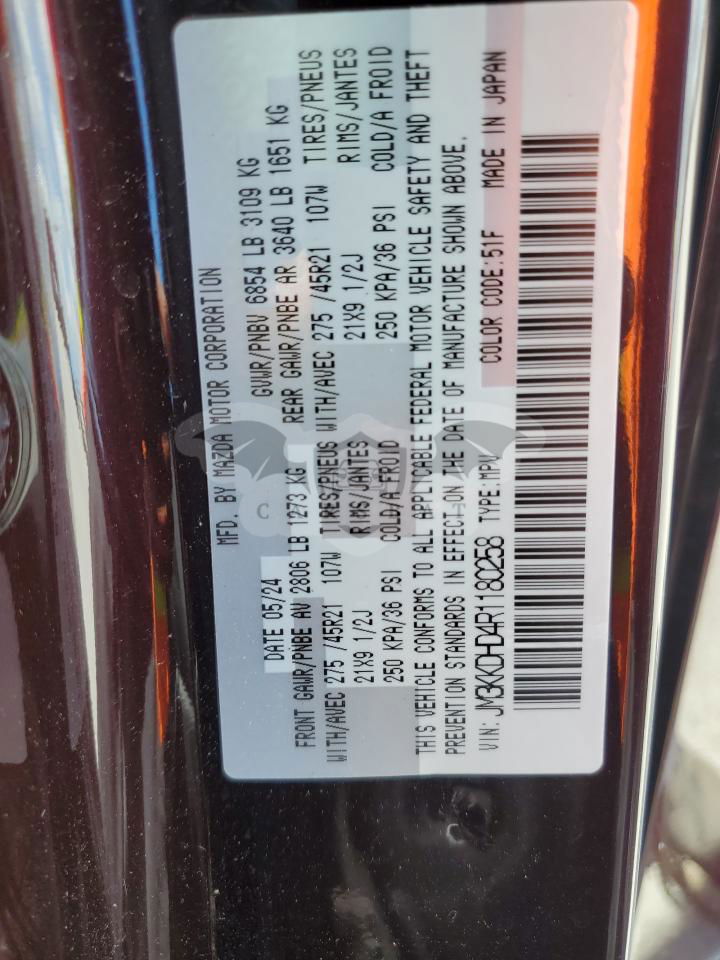 MFD. BY MAZDA MOTOR CORPORATION
DATE 05/24 GVWR/PNBV 6854 LB 3109 KG
FRONT GAWR/PNBE AV 2806 LB 1273 KG REAR GAWR/PNBE AR 3640 LB 1651 KG
WITH/AVEC 275 /45R21 107W TIRES/PNEUS WITH/AVEC 275 /45R21 107W TIRES/PNEUS
21X9 1/2J RIMS/JANTES 21X9 1/2J RIMS/JANTES
250 KPA/36 PSI COLD/A FROID 250 KPA/36 PSI COLD/A FROID
THIS VEHICLE CONFORMS TO ALL APPLICABLE FEDERAL MOTOR VEHICLE SAFETY AND THEFT
PREVENTION STANDARDS IN EFFECT ON THE DATE OF MANUFACTURE SHOWN ABOVE.
VIN: JM3KKDHD4R1180258 TYPE:MPV COLOR CODE:51F MADE IN JAPAN